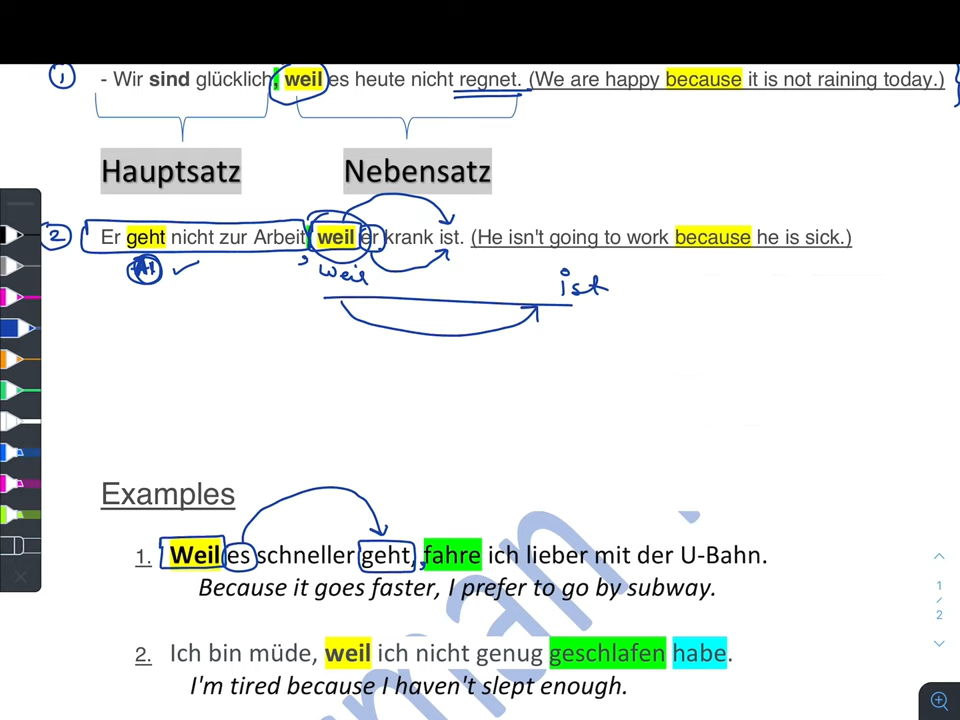 1 - Wir sind glücklich, weil es heute nicht regnet. (We are happy because it is not raining today.)
Hauptsatz Nebensatz
2 Er geht nicht zur Arbeit, weil er krank ist. (He isn't going to work because he is sick.)
, weil ist
Examples
1. Weil es schneller geht, fahre ich lieber mit der U-Bahn.
Because it goes faster, I prefer to go by subway.
2. Ich bin müde, weil ich nicht genug geschlafen habe.
I'm tired because I haven't slept enough.
1
/
2